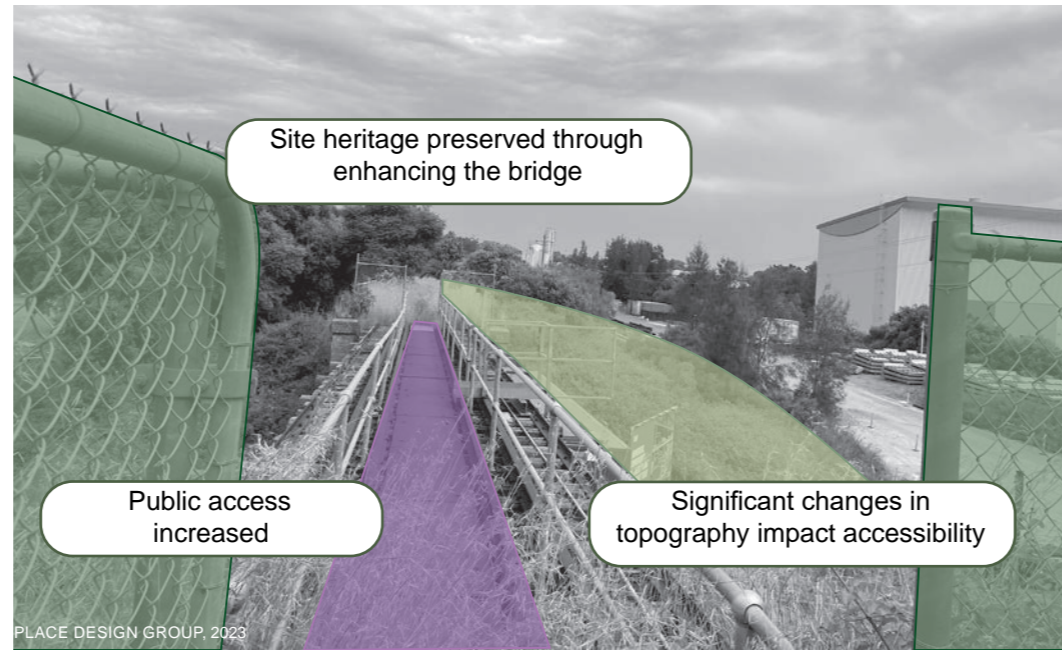 Site heritage preserved through
enhancing the bridge
Public access
increased
Significant changes in
topography impact accessibility
PLACE DESIGN GROUP, 2023